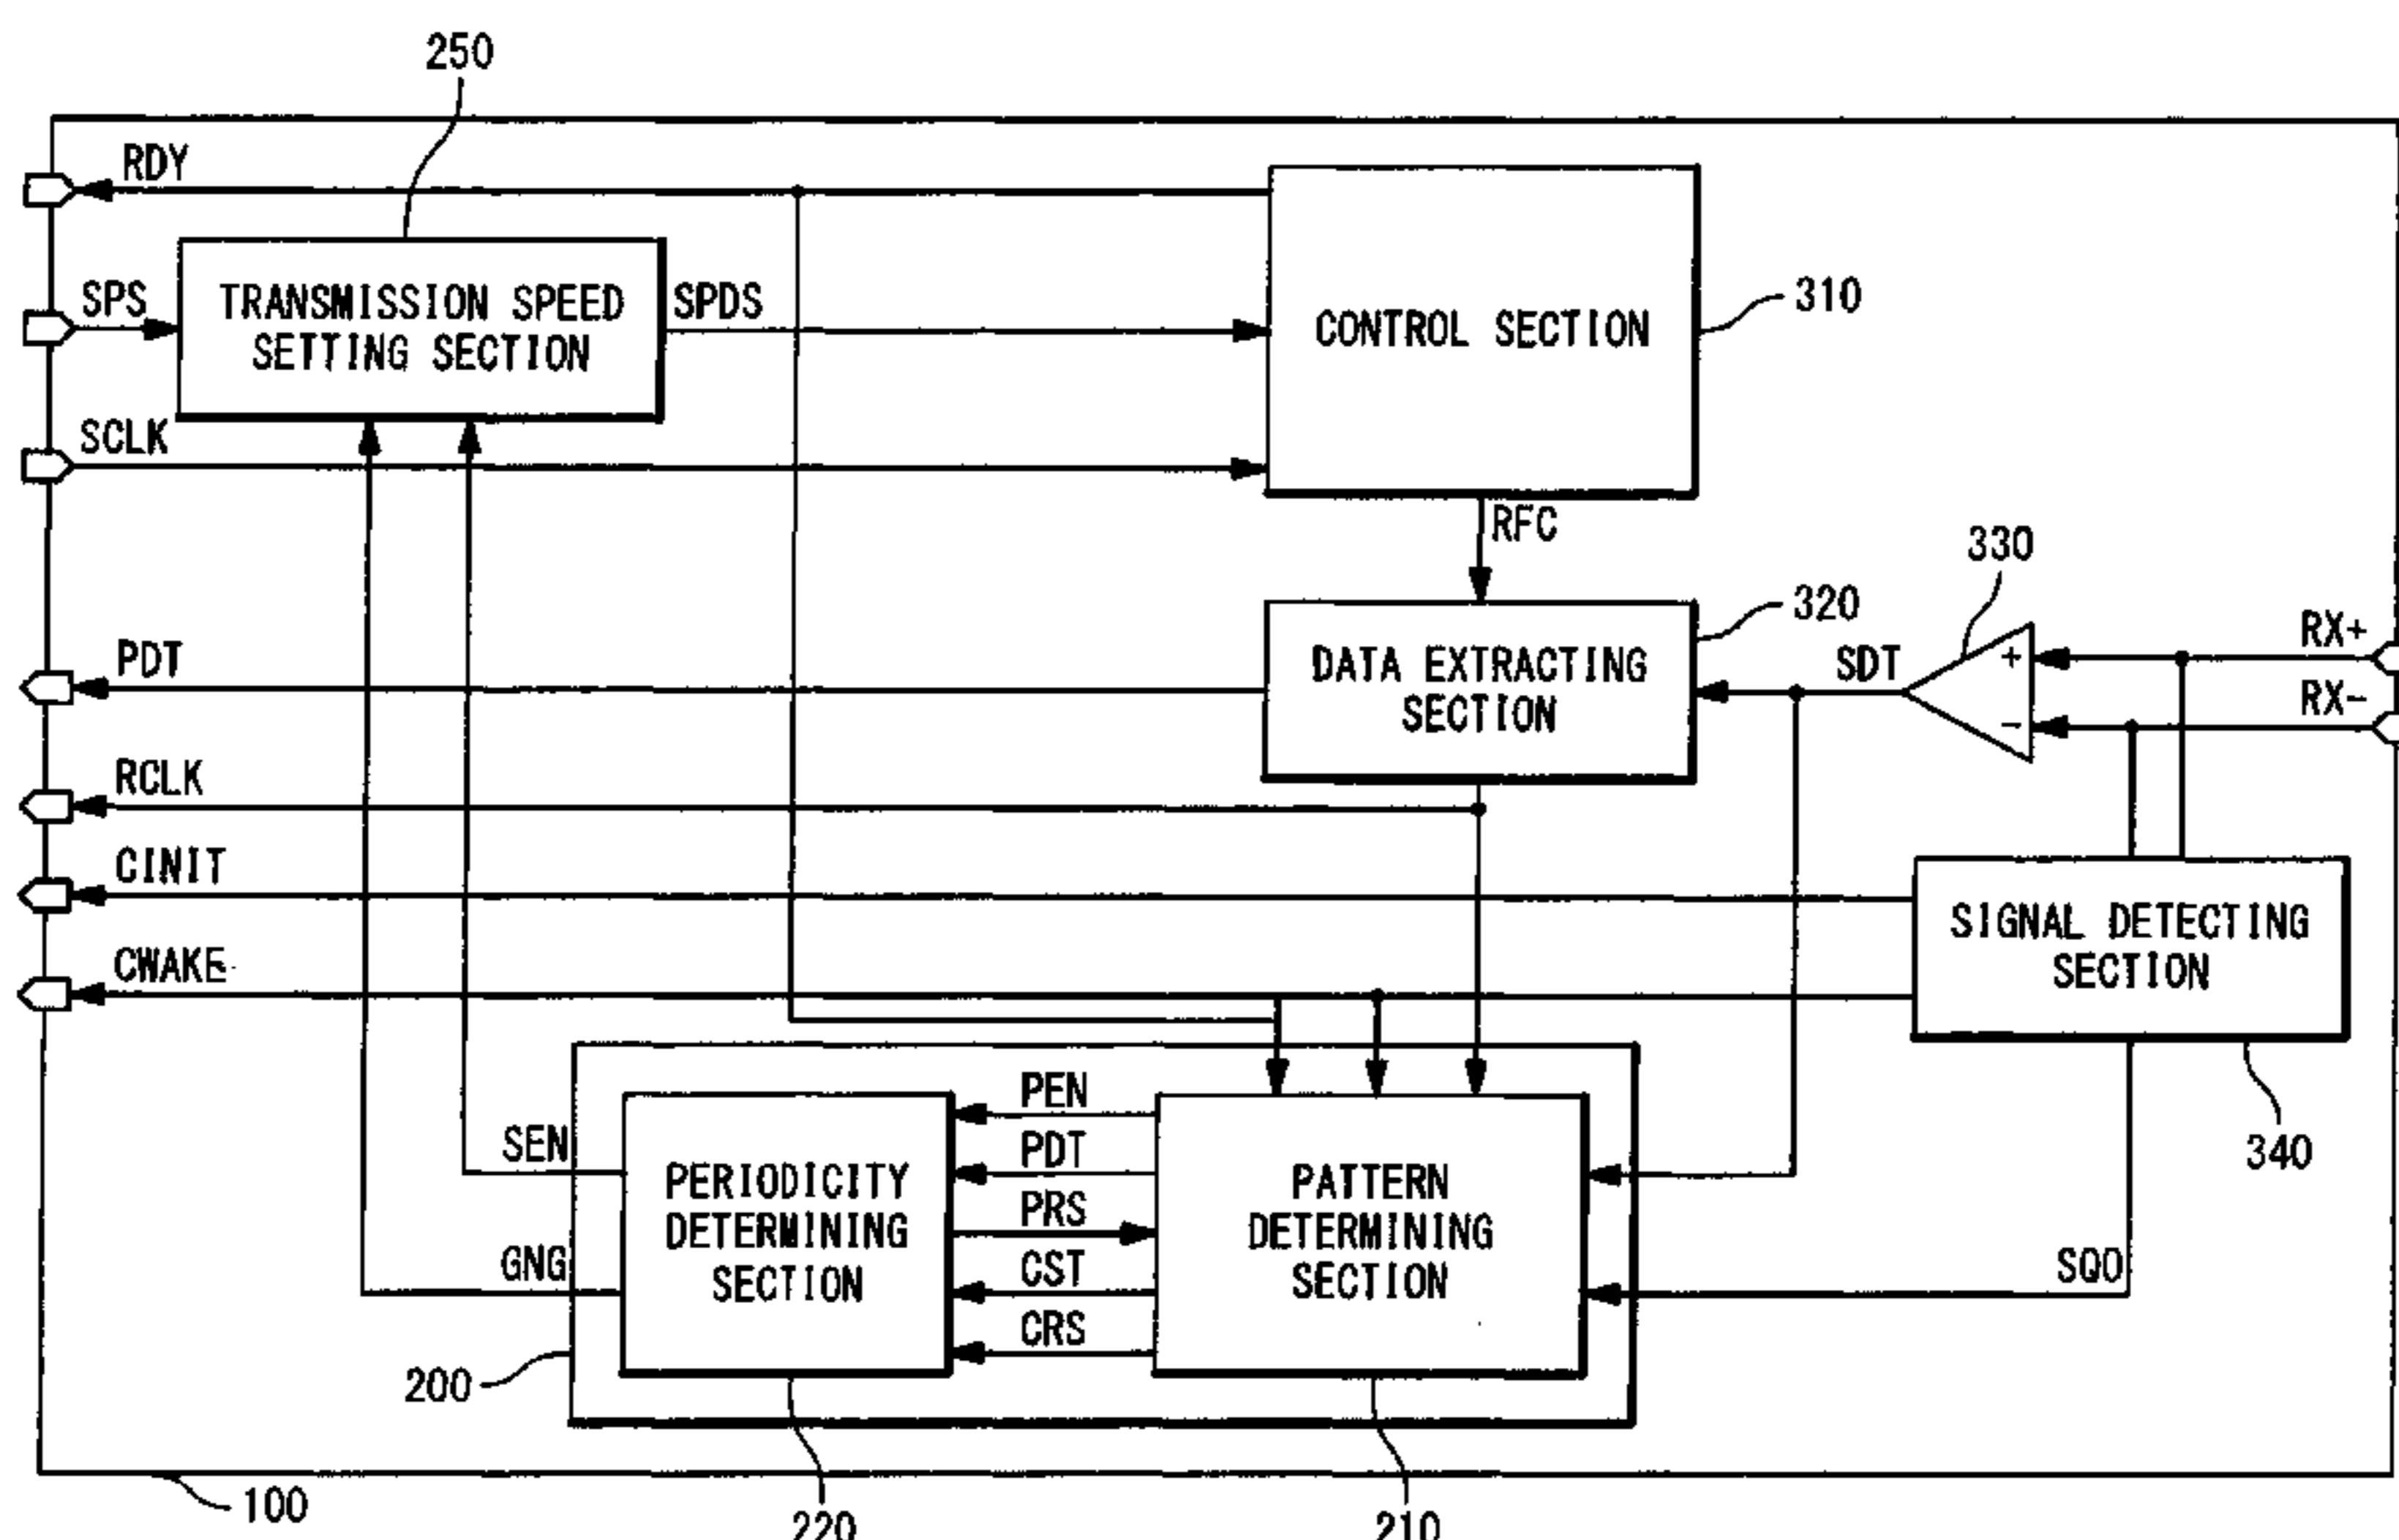 250
RDY
SPS
TRANSMISSION SPEED
SETTING SECTION
SPDS
CONTROL SECTION
310
SCLK
RFC
330
320
RX+
PDT
DATA EXTRACTING
SECTION
SDT
+
RX-
-
RCLK
CINIT
SIGNAL DETECTING
SECTION
CWAKE
PEN
SEN
PDT
340
PERIODICITY
DETERMINING
SECTION
PRS
PATTERN
DETERMINING
SECTION
GNG
CST
SQO
CRS
200
100
220
210